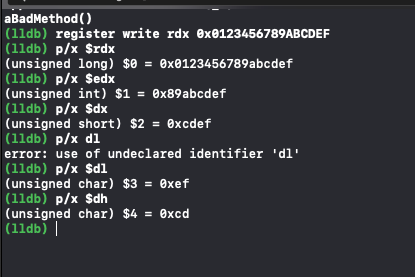 aBadMethod()
(lldb) register write rdx 0x0123456789ABCDEF
(lldb) p/x $rdx
(unsigned long) $0 = 0x0123456789abcdef
(lldb) p/x $edx
(unsigned int) $1 = 0x89abcdef
(lldb) p/x $dx
(unsigned short) $2 = 0xcdef
(lldb) p/x dl
error: use of undeclared identifier 'dl'
(lldb) p/x $dl
(unsigned char) $3 = 0xef
(lldb) p/x $dh
(unsigned char) $4 = 0xcd
(lldb)